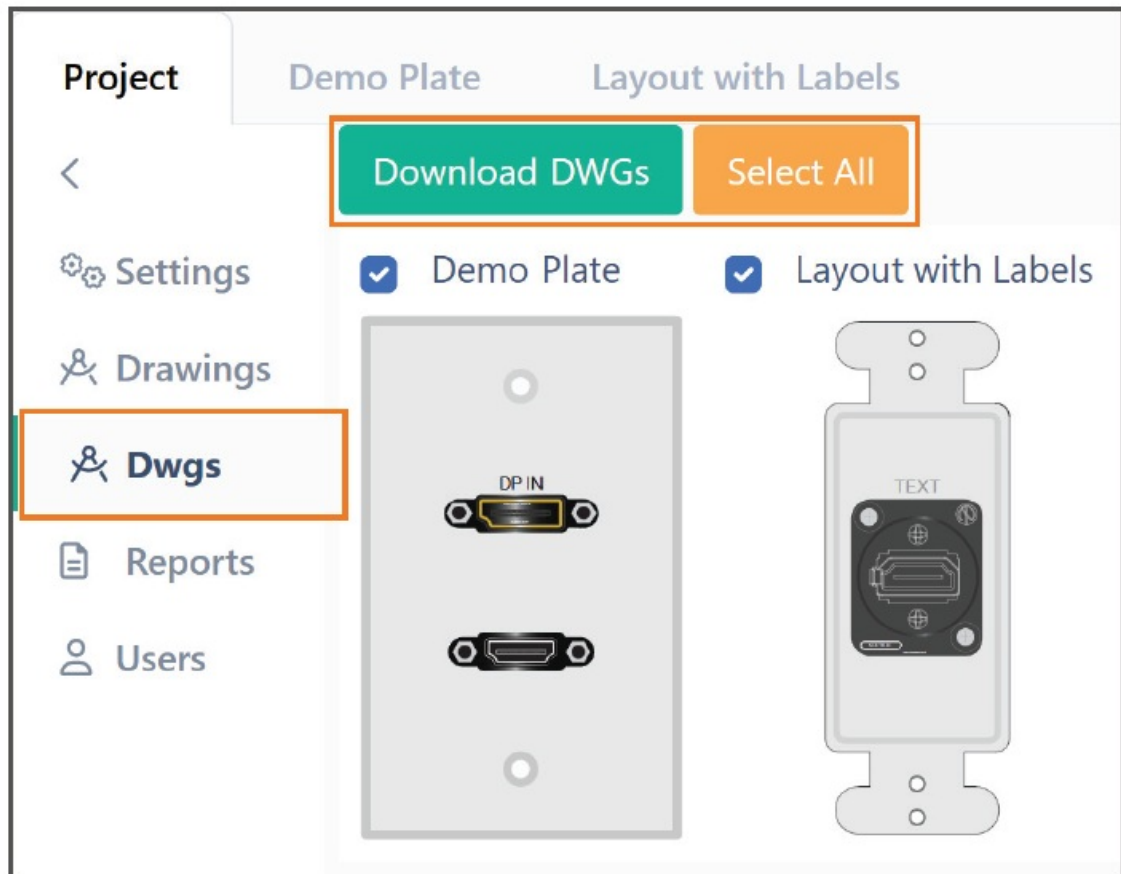 Project Demo Plate Layout with Labels
Download DWGs Select All
Settings
Demo Plate Layout with Labels
Drawings
Dwgs
DP IN
TEXT
Reports
Users